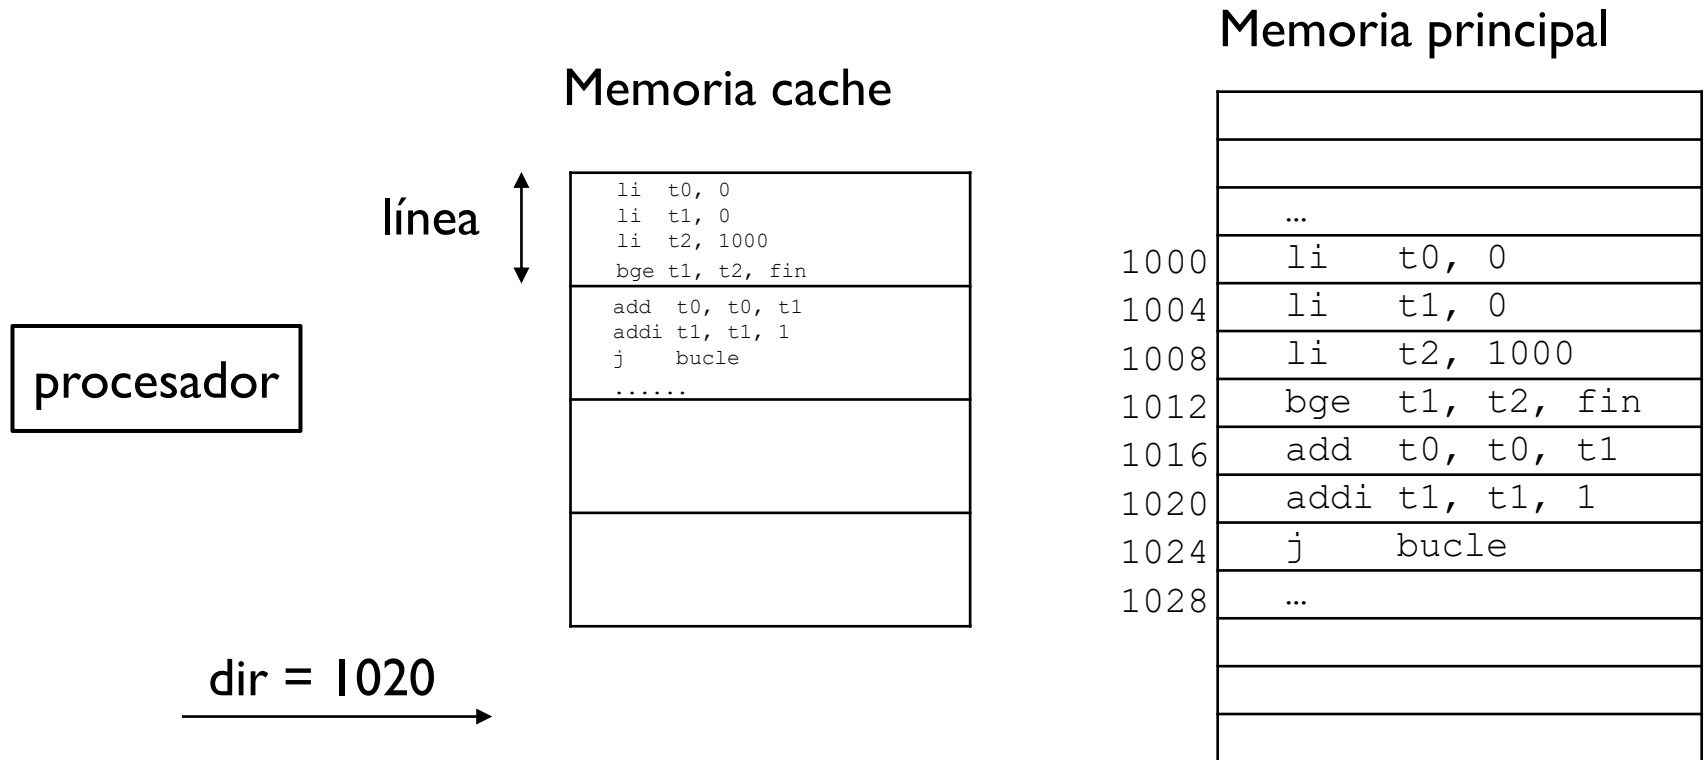 Memoria principal
Memoria cache
línea
li t0, 0
li t1, 0
li t2, 1000
bge t1, t2, fin
add t0, t0, t1
addi t1, t1, 1
j bucle
......
procesador
dir = 1020
…
1000 li t0, 0
1004 li t1, 0
1008 li t2, 1000
1012 bge t1, t2, fin
1016 add t0, t0, t1
1020 addi t1, t1, 1
1024 j bucle
1028 …